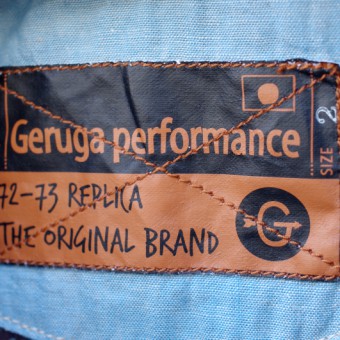 Geruga performance
SIZE 2
72-73 REPLICA
THE ORIGINAL BRAND
G